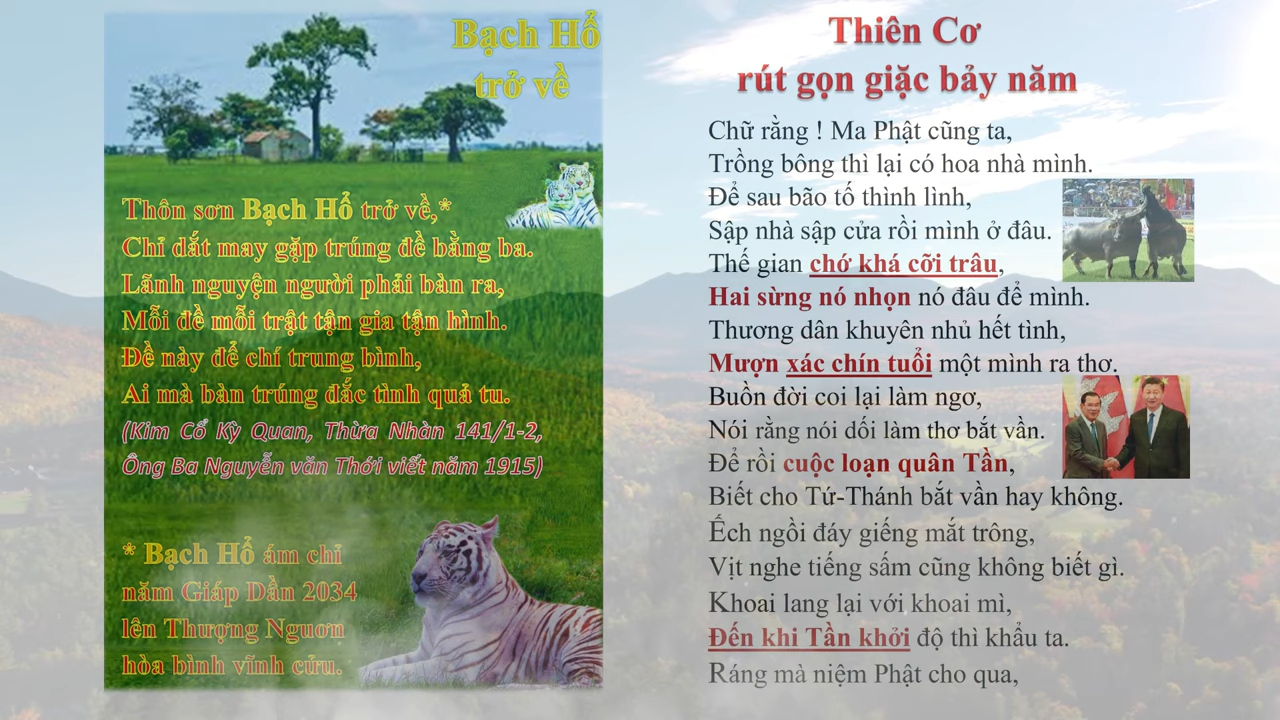 Bạch Hổ
trở về
Thôn sơn Bạch Hổ trở về,*
Chỉ dắt may gặp trúng đề bằng ba.
Lãnh nguyện người phải bàn ra,
Mỗi đề mỗi trật tận gia tận hình.
Đề này để chí trung bình,
Ai mà bàn trúng đắc tình quả tu.
(Kim Cổ Kỳ Quan, Thừa Nhàn 141/1-2,
Ông Ba Nguyễn văn Thới viết năm 1915)
* Bạch Hổ ám chỉ
năm Giáp Dần 2034
lên Thượng Nguơn
hòa bình vĩnh cửu.
Thiên Cơ
rút gọn giặc bảy năm
Chữ rằng ! Ma Phật cũng ta,
Trồng bông thì lại có hoa nhà mình.
Để sau bão tố thình lình,
Sập nhà sập cửa rồi mình ở đâu.
Thế gian chớ khá cỡi trâu,
Hai sừng nó nhọn nó đâu để mình.
Thương dân khuyên nhủ hết tình,
Mượn xác chín tuổi một mình ra thơ.
Buồn đời coi lại làm ngơ,
Nói rằng nói dối làm thơ bắt vần.
Để rồi cuộc loạn quân Tần,
Biết cho Tứ-Thánh bắt vần hay không.
Ếch ngồi đáy giếng mắt trông,
Vịt nghe tiếng sấm cũng không biết gì.
Khoai lang lại với khoai mì,
Đến khi Tần khởi độ thì khẩu ta.
Ráng mà niệm Phật cho qua,